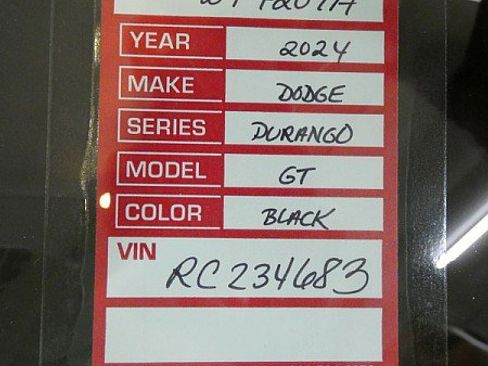 YEAR 2024
MAKE DODGE
SERIES DURANGO
MODEL GT
COLOR BLACK
VIN
RC234683